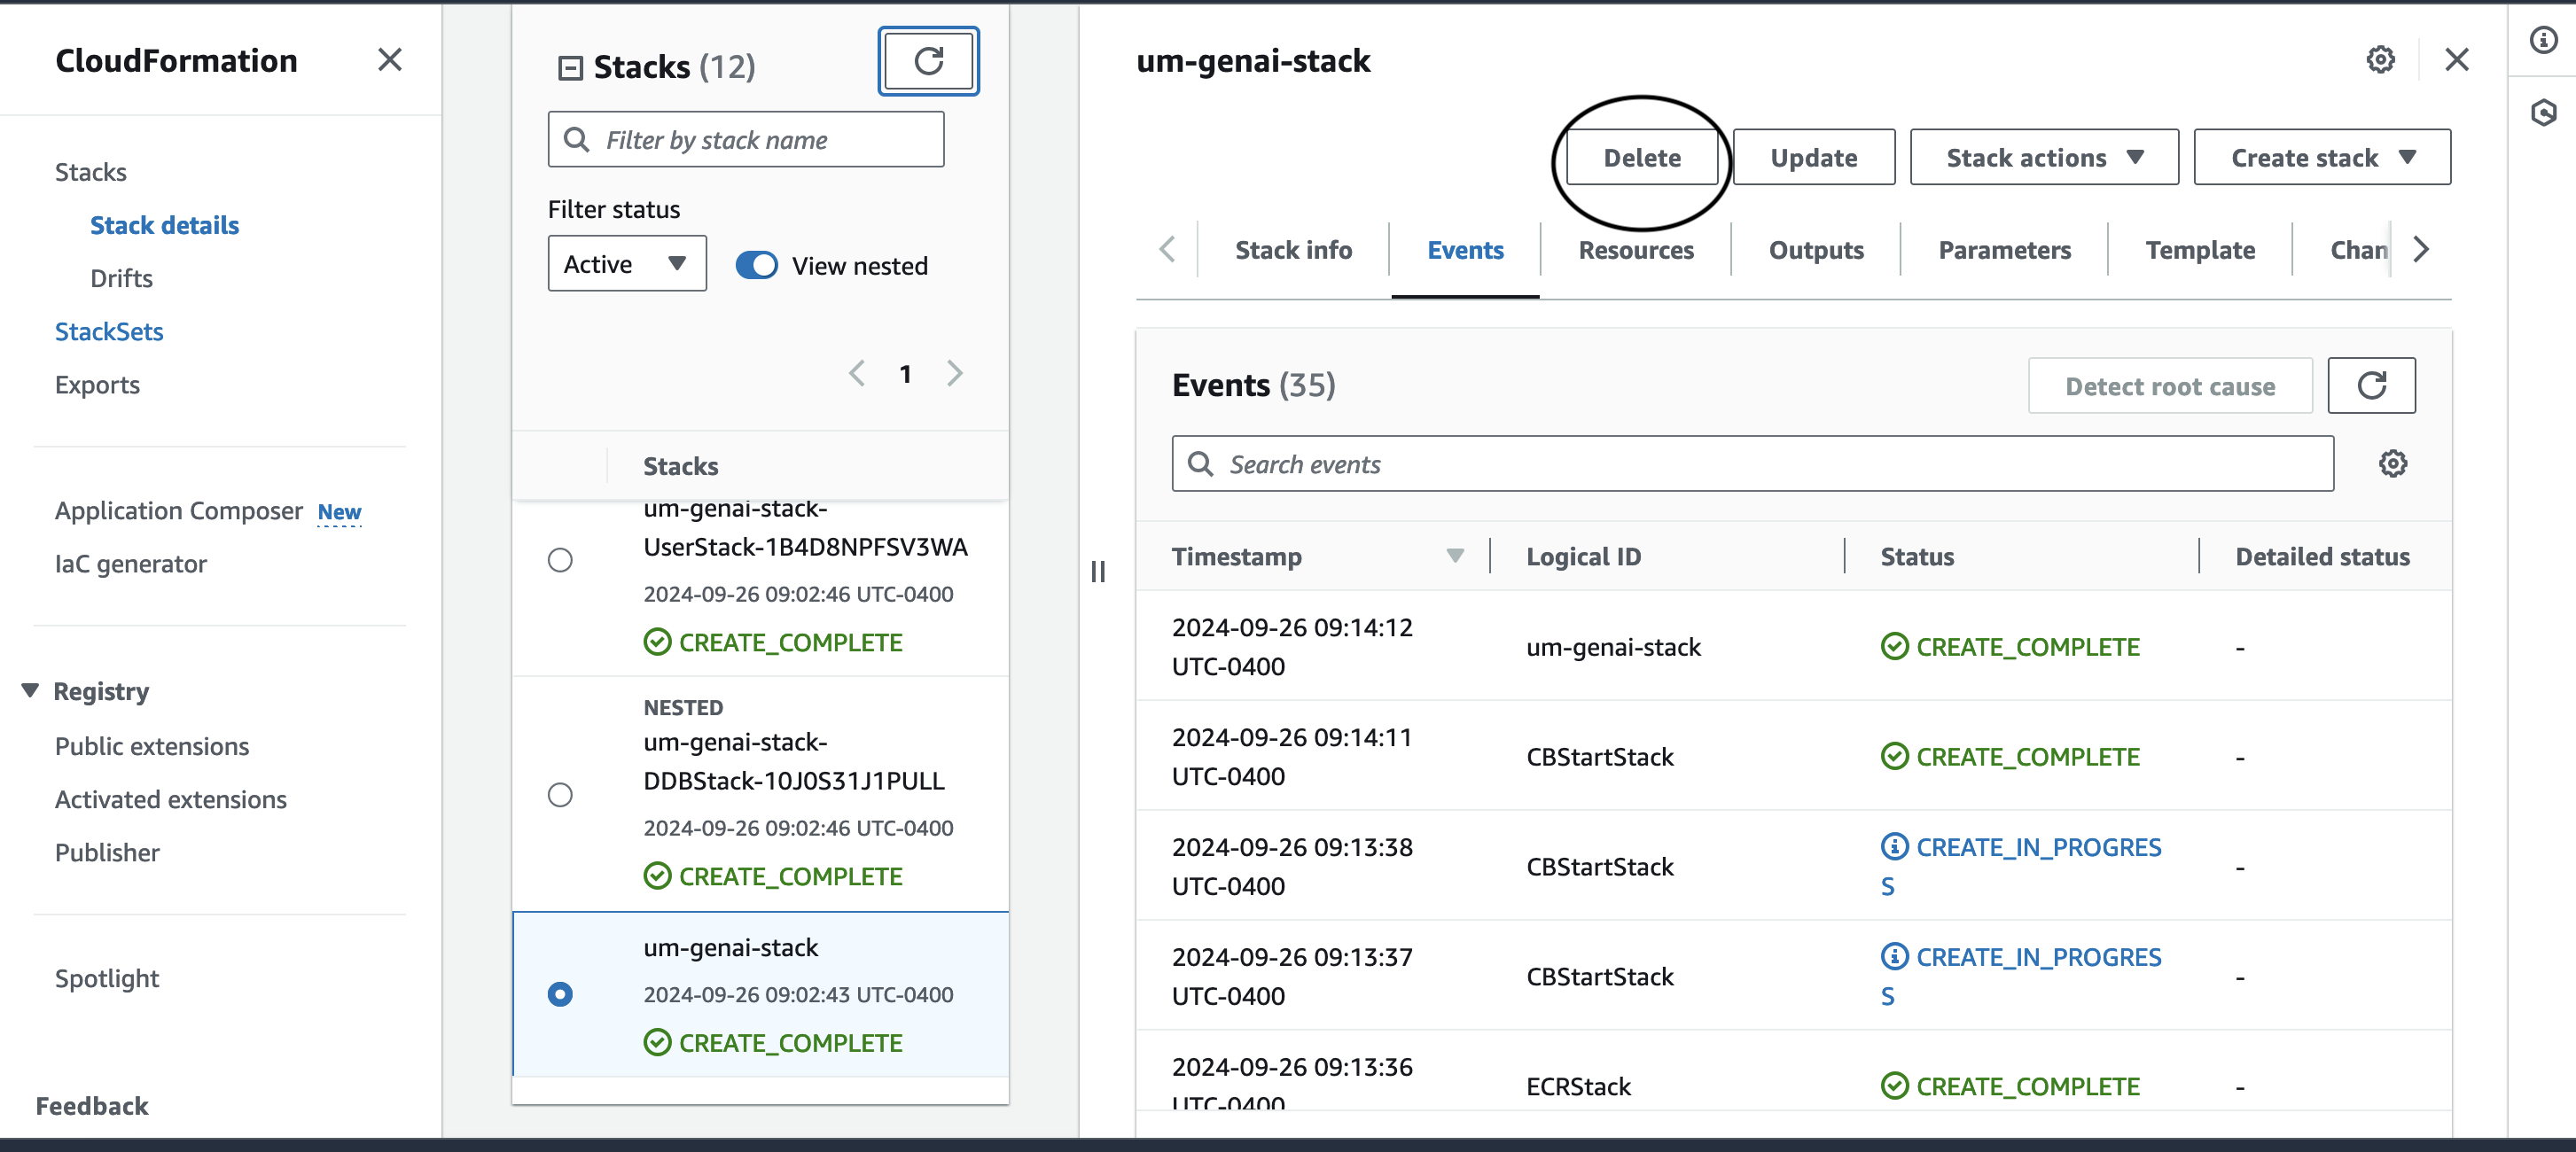 CloudFormation
Stacks
Stack details
Drifts
StackSets
Exports
Application Composer New
IaC generator
Registry
Public extensions
Activated extensions
Publisher
Spotlight
Feedback
Stacks (12)
Filter by stack name
Filter status
Active
View nested
1
Stacks
um-genai-stack-
UserStack-1B4D8NPFSV3WA
2024-09-26 09:02:46 UTC-0400
CREATE_COMPLETE
NESTED
um-genai-stack-
DDBStack-10J0S31J1PULL
2024-09-26 09:02:46 UTC-0400
CREATE_COMPLETE
um-genai-stack
2024-09-26 09:02:43 UTC-0400
CREATE_COMPLETE
um-genai-stack
Delete Update Stack actions Create stack
Stack info Events Resources Outputs Parameters Template Chan
Events (35)
Detect root cause
Search events
Timestamp Logical ID Status Detailed status
2024-09-26 09:14:12
UTC-0400
um-genai-stack
CREATE_COMPLETE
-
2024-09-26 09:14:11
UTC-0400
CBStartStack
CREATE_COMPLETE
-
2024-09-26 09:13:38
UTC-0400
CBStartStack
CREATE_IN_PROGRES
S
-
2024-09-26 09:13:37
UTC-0400
CBStartStack
CREATE_IN_PROGRES
S
-
2024-09-26 09:13:36
UTC-0400
ECRStack
CREATE_COMPLETE
-